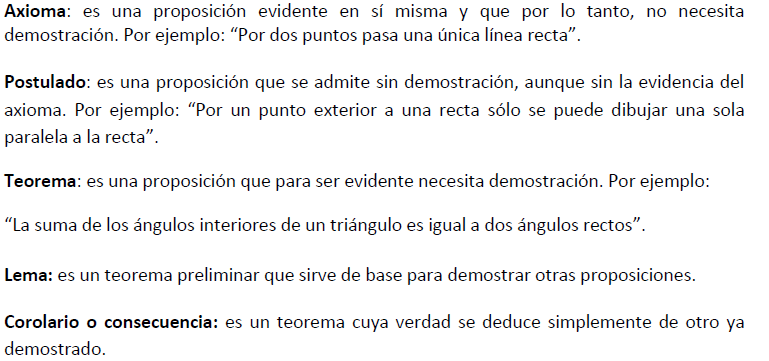 Axioma: es una proposición evidente en sí misma y que por lo tanto, no necesita
demostración. Por ejemplo: “Por dos puntos pasa una única línea recta”.
Postulado: es una proposición que se admite sin demostración, aunque sin la evidencia del
axioma. Por ejemplo: “Por un punto exterior a una recta sólo se puede dibujar una sola
paralela a la recta”.
Teorema: es una proposición que para ser evidente necesita demostración. Por ejemplo:
“La suma de los ángulos interiores de un triángulo es igual a dos ángulos rectos”.
Lema: es un teorema preliminar que sirve de base para demostrar otras proposiciones.
Corolario o consecuencia: es un teorema cuya verdad se deduce simplemente de otro ya
demostrado.